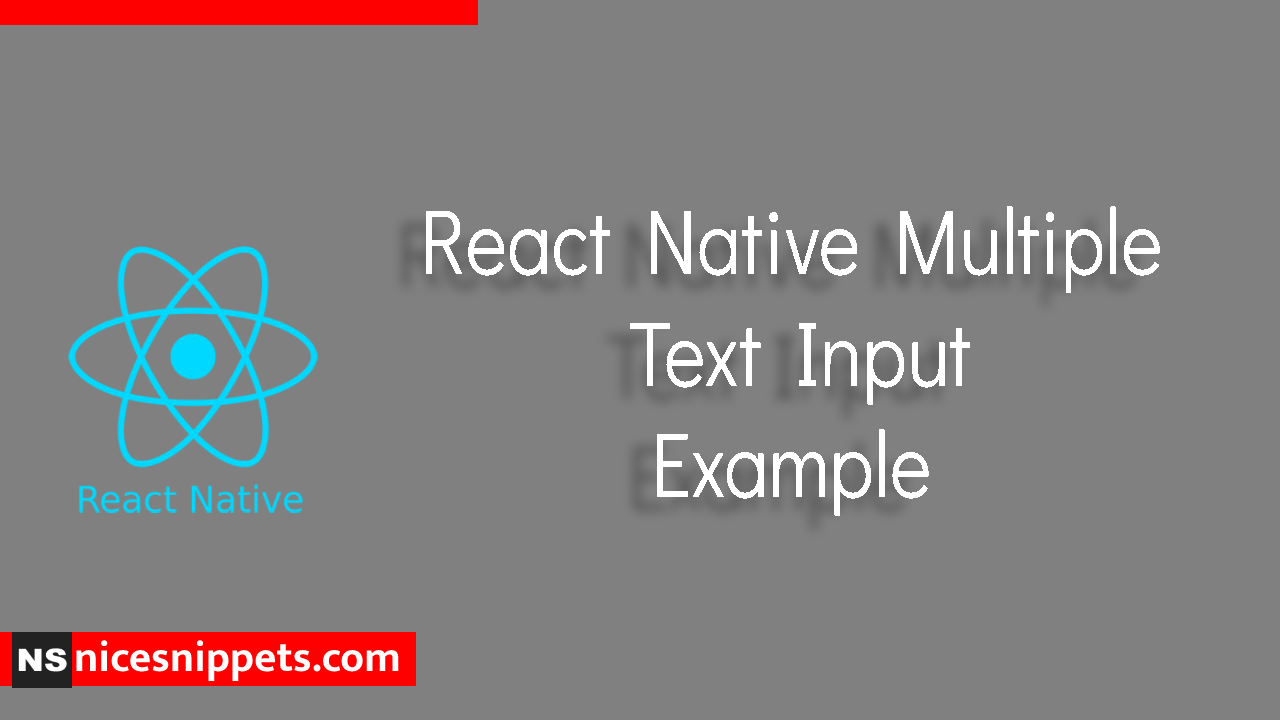 React Native Multiple
Text Input
Example
React Native
NS nicesnippets.com